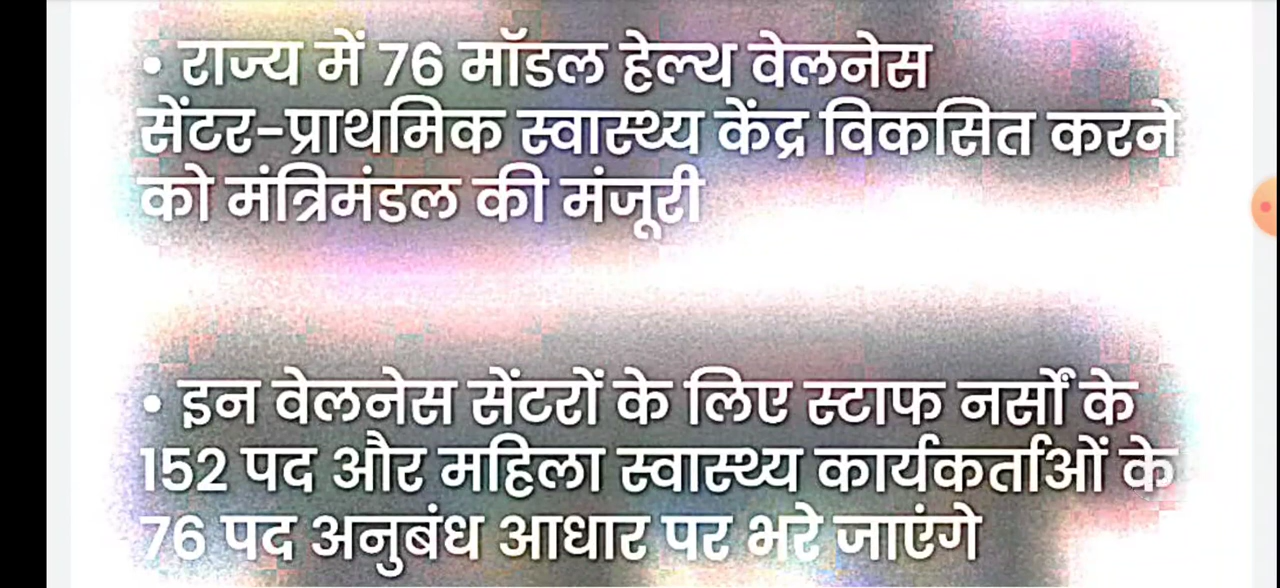 • राज्य में 76 मॉडल हेल्थ वेलनेस
सेंटर-प्राथमिक स्वास्थ्य केंद्र विकसित करने
को मंत्रिमंडल की मंजूरी
• इन वेलनेस सेंटरों के लिए स्टाफ नर्सों के
152 पद और महिला स्वास्थ्य कार्यकर्ताओं के
76 पद अनुबंध आधार पर भरे जाएंगे